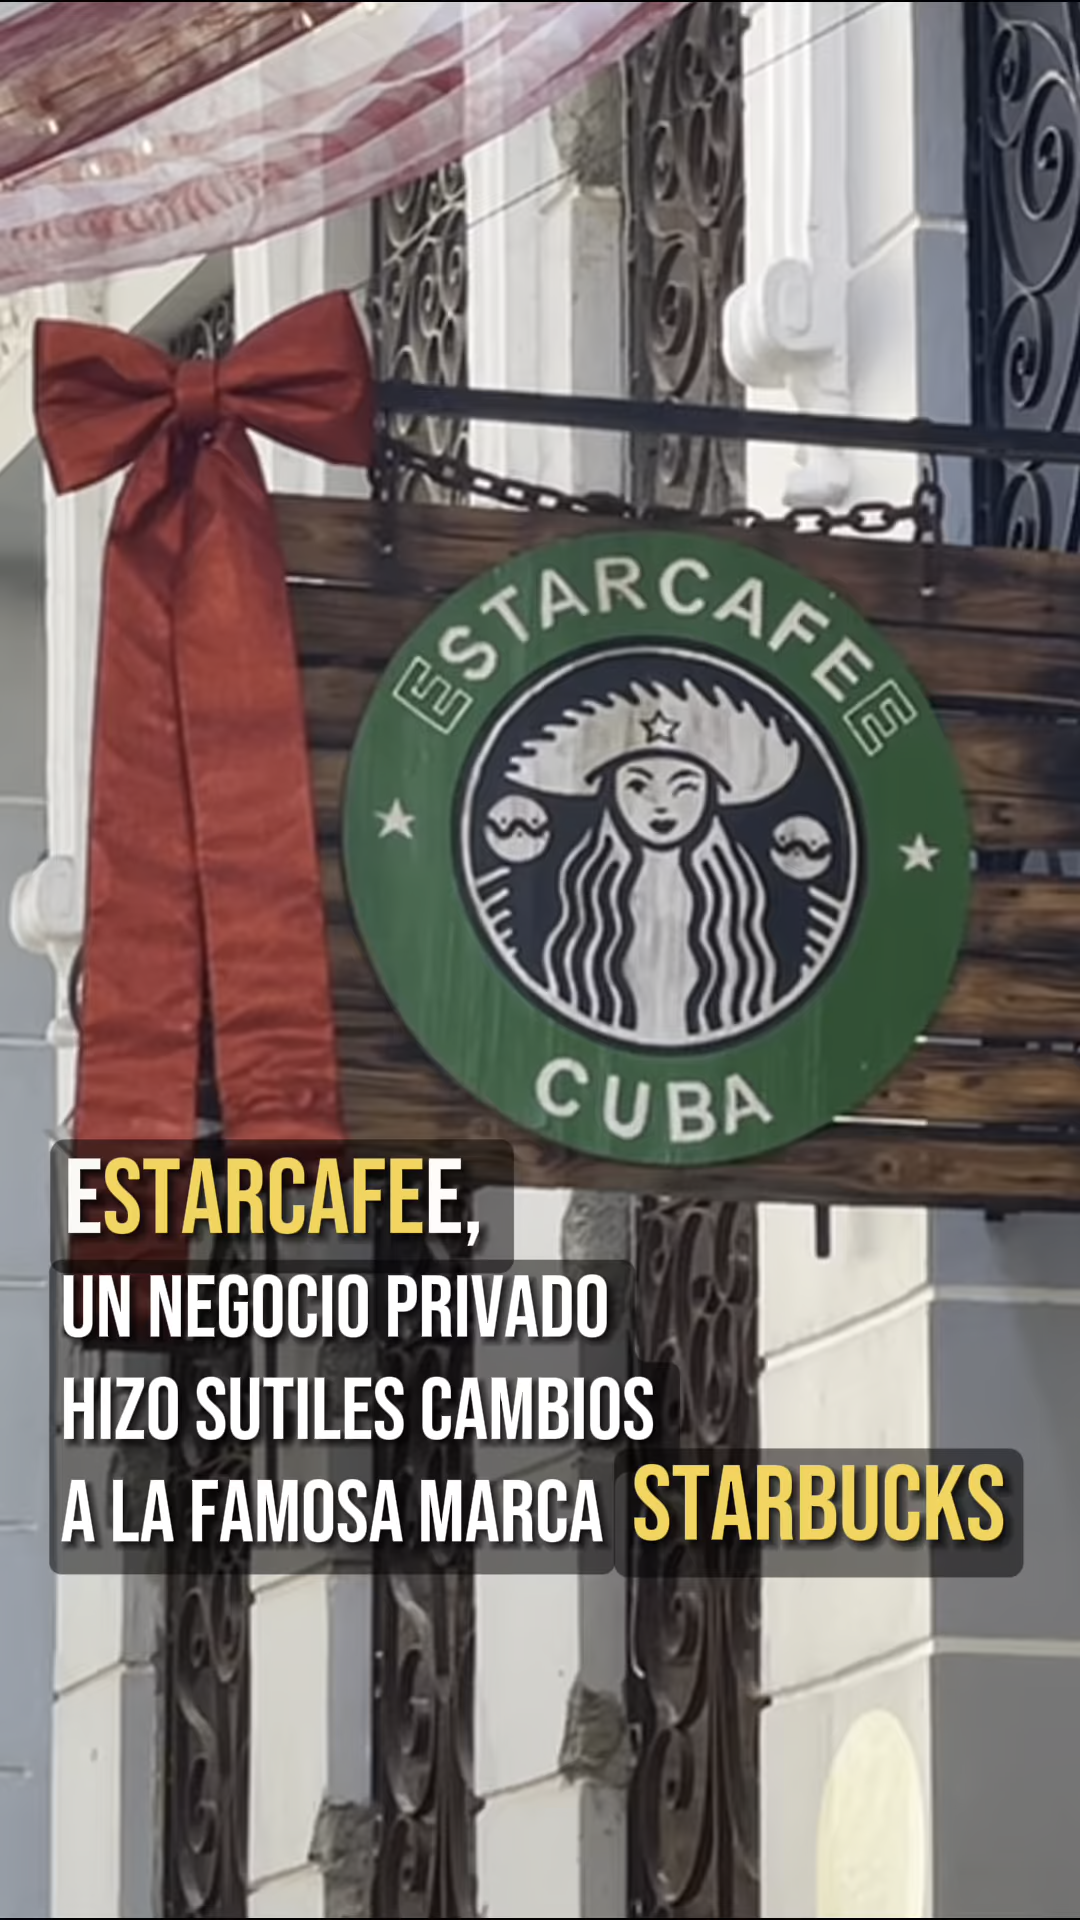 ESTARCAFEE
CUBA
ESTARCAFEE,
UN NEGOCIO PRIVADO
HIZO SUTILES CAMBIOS
A LA FAMOSA MARCA STARBUCKS